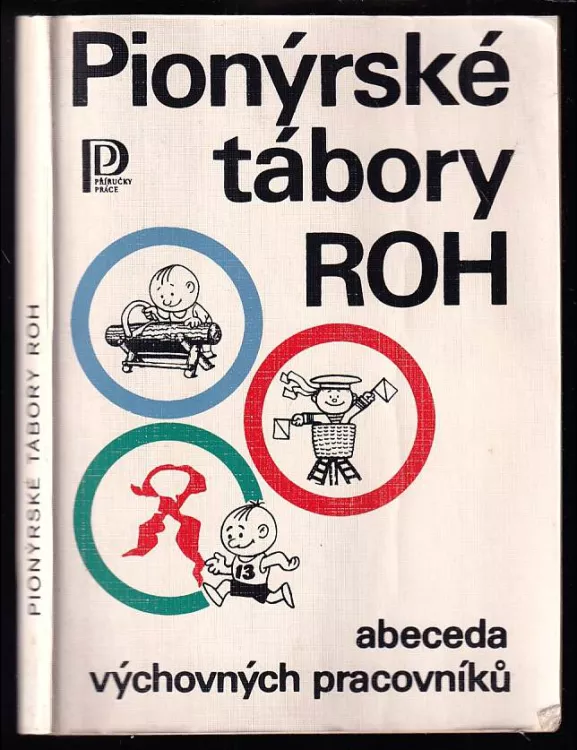 Pionýrské
tábory
ROH
PŘÍRUČKY
PRÁCE
13
abeceda
výchovných pracovníků
PIONÝRSKÉ TÁBORY ROH